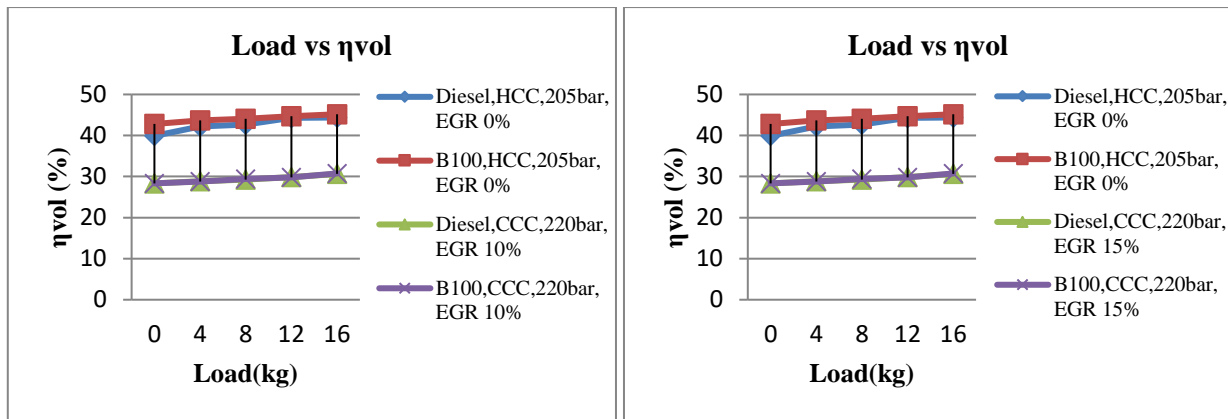 Load vs ηvol
50
40
30
20
10
0
ηvol (%)
0 4 8 12 16
Load(kg)
Diesel,HCC,205bar,
EGR 0%
B100,HCC,205bar,
EGR 0%
Diesel,CCC,220bar,
EGR 10%
B100,CCC,220bar,
EGR 10%
Load vs ηvol
50
40
30
20
10
0
ηvol (%)
0 4 8 12 16
Load(kg)
Diesel,HCC,205bar,
EGR 0%
B100,HCC,205bar,
EGR 0%
Diesel,CCC,220bar,
EGR 15%
B100,CCC,220bar,
EGR 15%